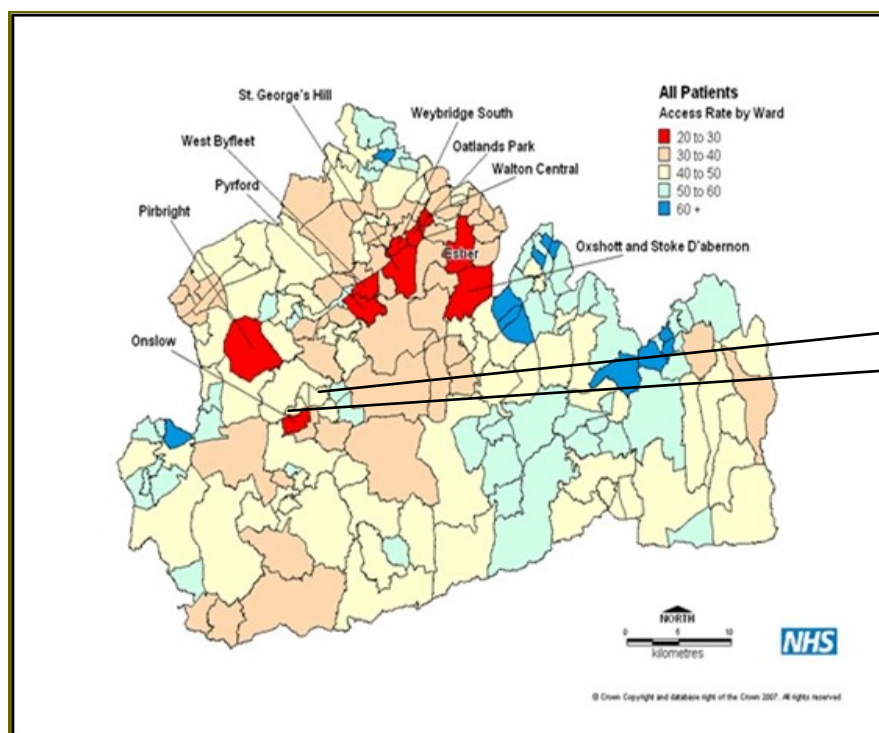 St. George's Hill
Weybridge South
West Byfleet
Oatlands Park
Pyrford
Walton Central
Pirbright
Esher
Oxshott and Stoke D'abernon
Onslow
All Patients
Access Rate by Ward
20 to 30
30 to 40
40 to 50
50 to 60
60 +
NORTH
0 5 10
kilometres
NHS
© Crown Copyright and database right of the Crown 2007. All rights reserved